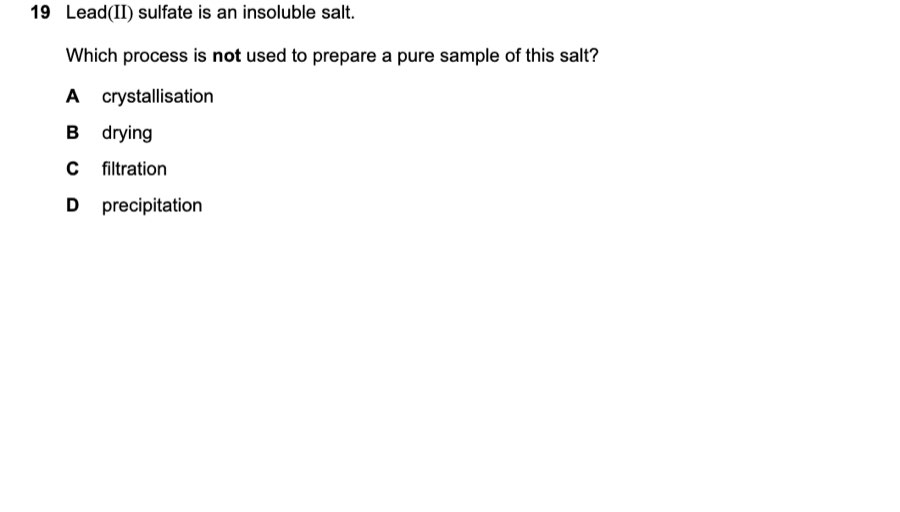 19 Lead(II) sulfate is an insoluble salt.
Which process is not used to prepare a pure sample of this salt?
A crystallisation
B drying
C filtration
D precipitation